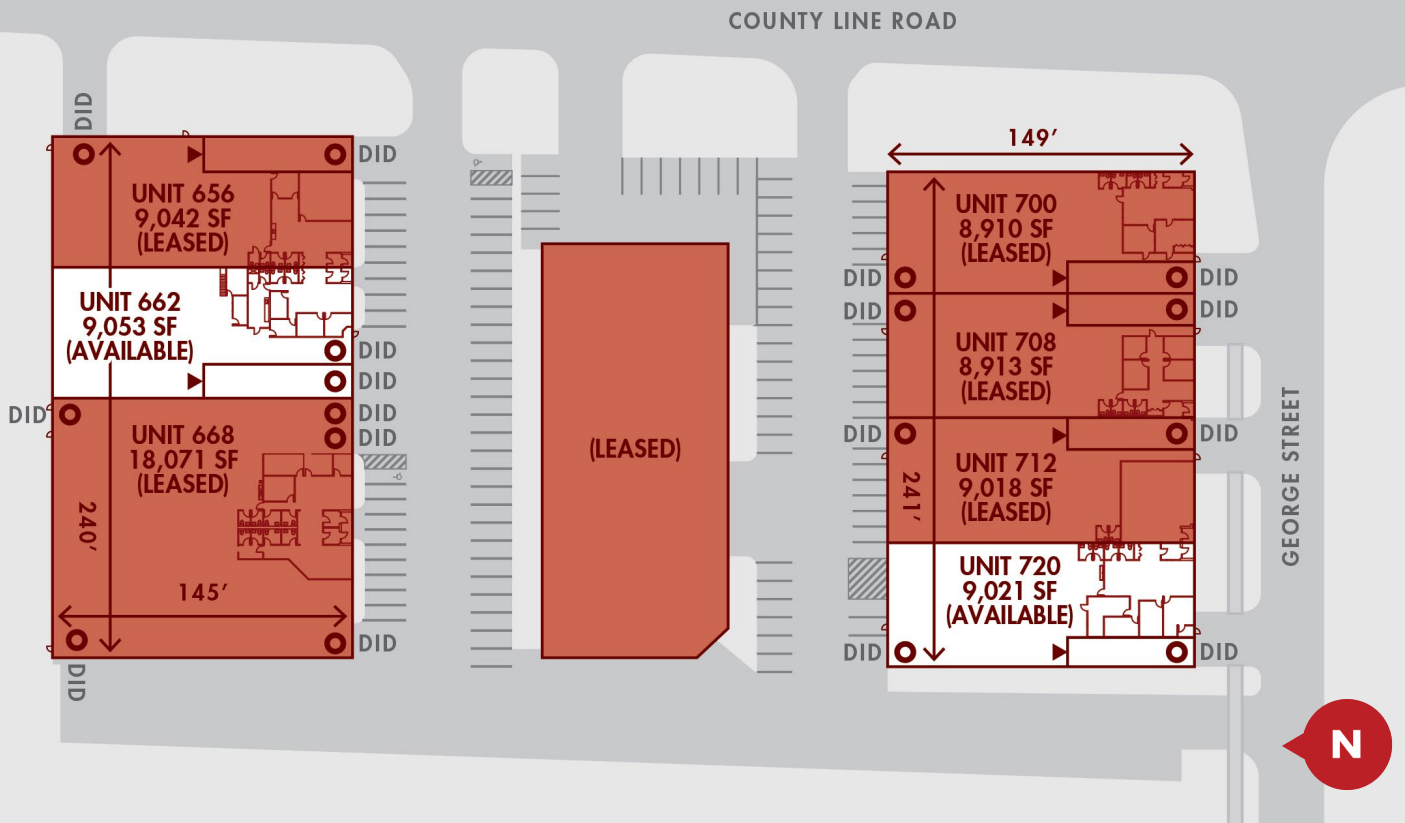 COUNTY LINE ROAD
DID
DID
UNIT 656
9,042 SF
(LEASED)
UNIT 662
9,053 SF
(AVAILABLE)
DID
DID
DID
DID
DID
UNIT 668
18,071 SF
(LEASED)
240'
145'
DID
DID
(LEASED)
149'
UNIT 700
8,910 SF
(LEASED)
DID
DID
DID
DID
UNIT 708
8,913 SF
(LEASED)
DID
DID
UNIT 712
9,018 SF
(LEASED)
241'
UNIT 720
9,021 SF
(AVAILABLE)
DID
DID
GEORGE STREET
N